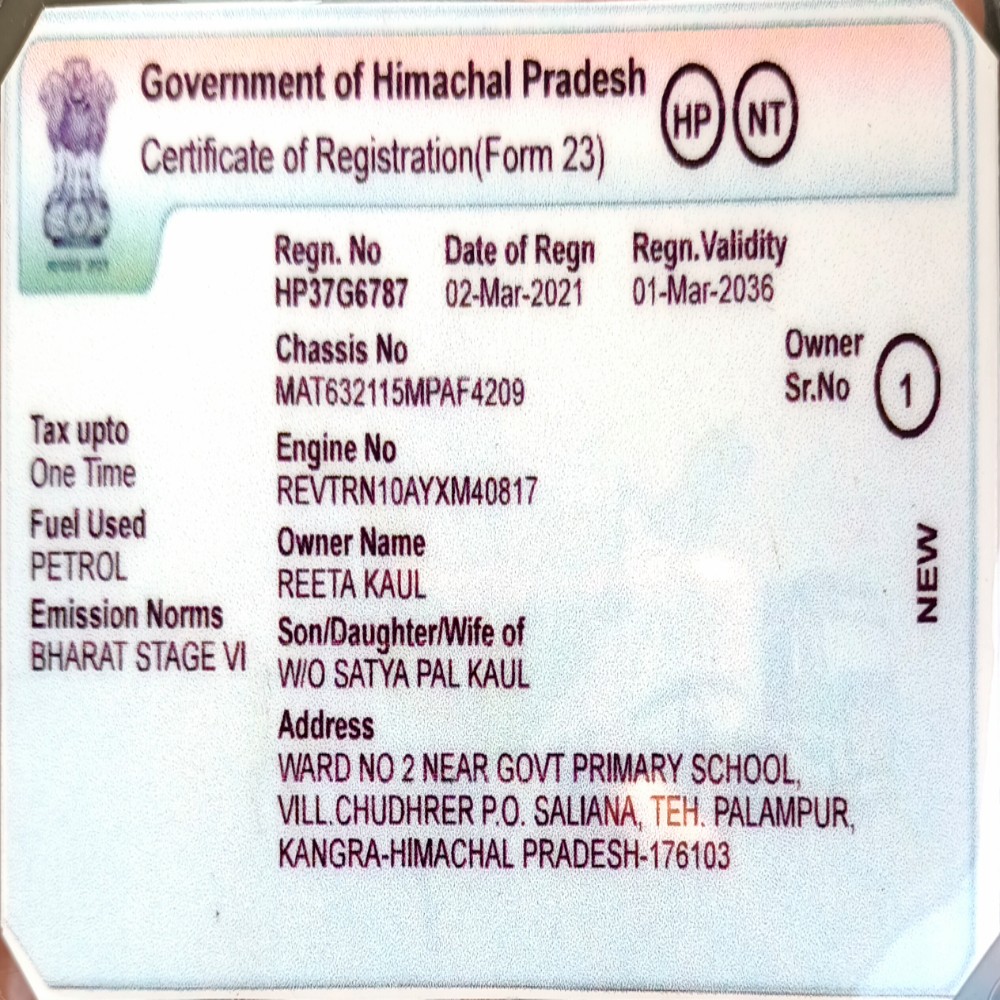 Government of Himachal Pradesh
Certificate of Registration(Form 23)
HP NT
Regn. No Date of Regn Regn.Validity
HP37G6787 02-Mar-2021 01-Mar-2036
Chassis No
MAT632115MPAF4209
Owner
Sr.No 1
Tax upto
One Time
Fuel Used
PETROL
Emission Norms
BHARAT STAGE VI
Engine No
REVTRN10AYXM40817
Owner Name
REETA KAUL
Son/Daughter/Wife of
W/O SATYA PAL KAUL
Address
WARD NO 2 NEAR GOVT PRIMARY SCHOOL,
VILL.CHUDHRER P.O. SALIANA, TEH. PALAMPUR,
KANGRA-HIMACHAL PRADESH-176103
NEW